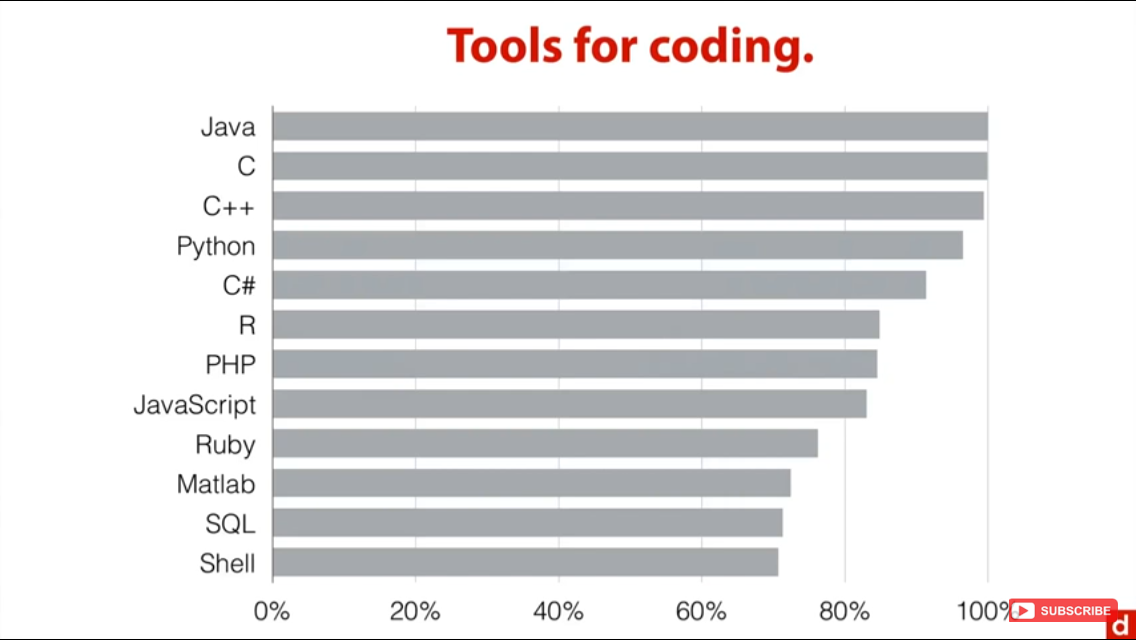 Tools for coding.
Java
C
C++
Python
C#
R
PHP
JavaScript
Ruby
Matlab
SQL
Shell
0% 20% 40% 60% 80% 100%
SUBSCRIBE
d